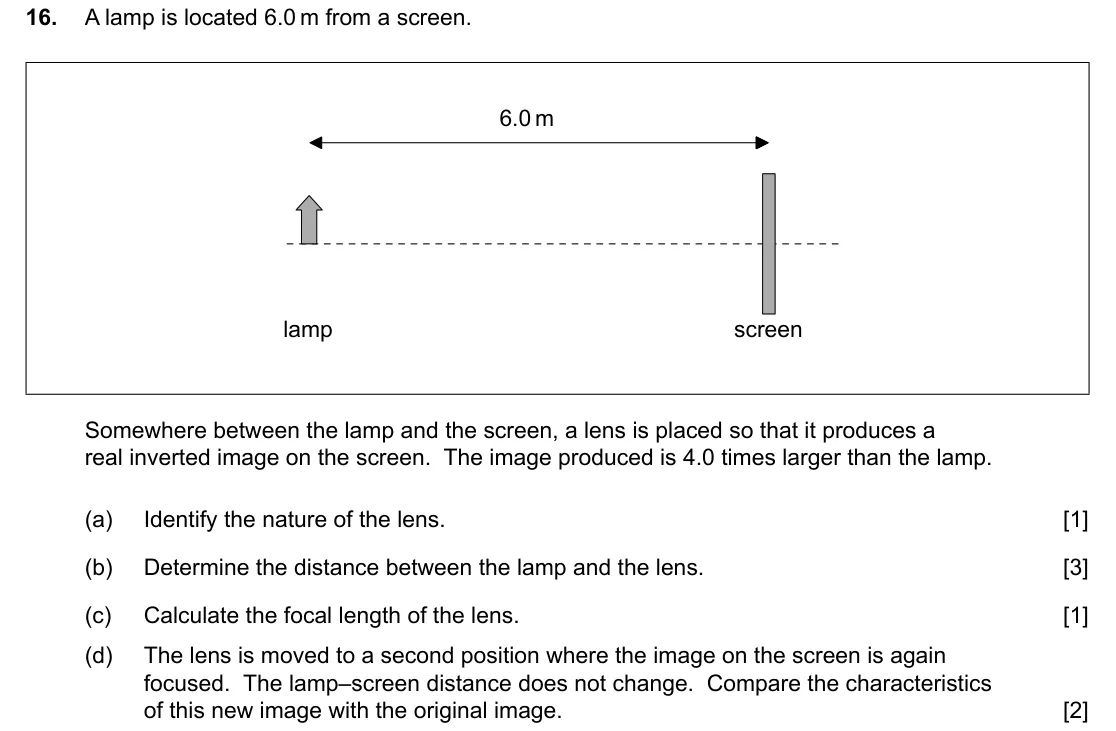 16. A lamp is located 6.0 m from a screen.
6.0 m
lamp
screen
Somewhere between the lamp and the screen, a lens is placed so that it produces a
real inverted image on the screen. The image produced is 4.0 times larger than the lamp.
(a) Identify the nature of the lens. [1]
(b) Determine the distance between the lamp and the lens. [3]
(c) Calculate the focal length of the lens. [1]
(d) The lens is moved to a second position where the image on the screen is again
focused. The lamp–screen distance does not change. Compare the characteristics
of this new image with the original image. [2]